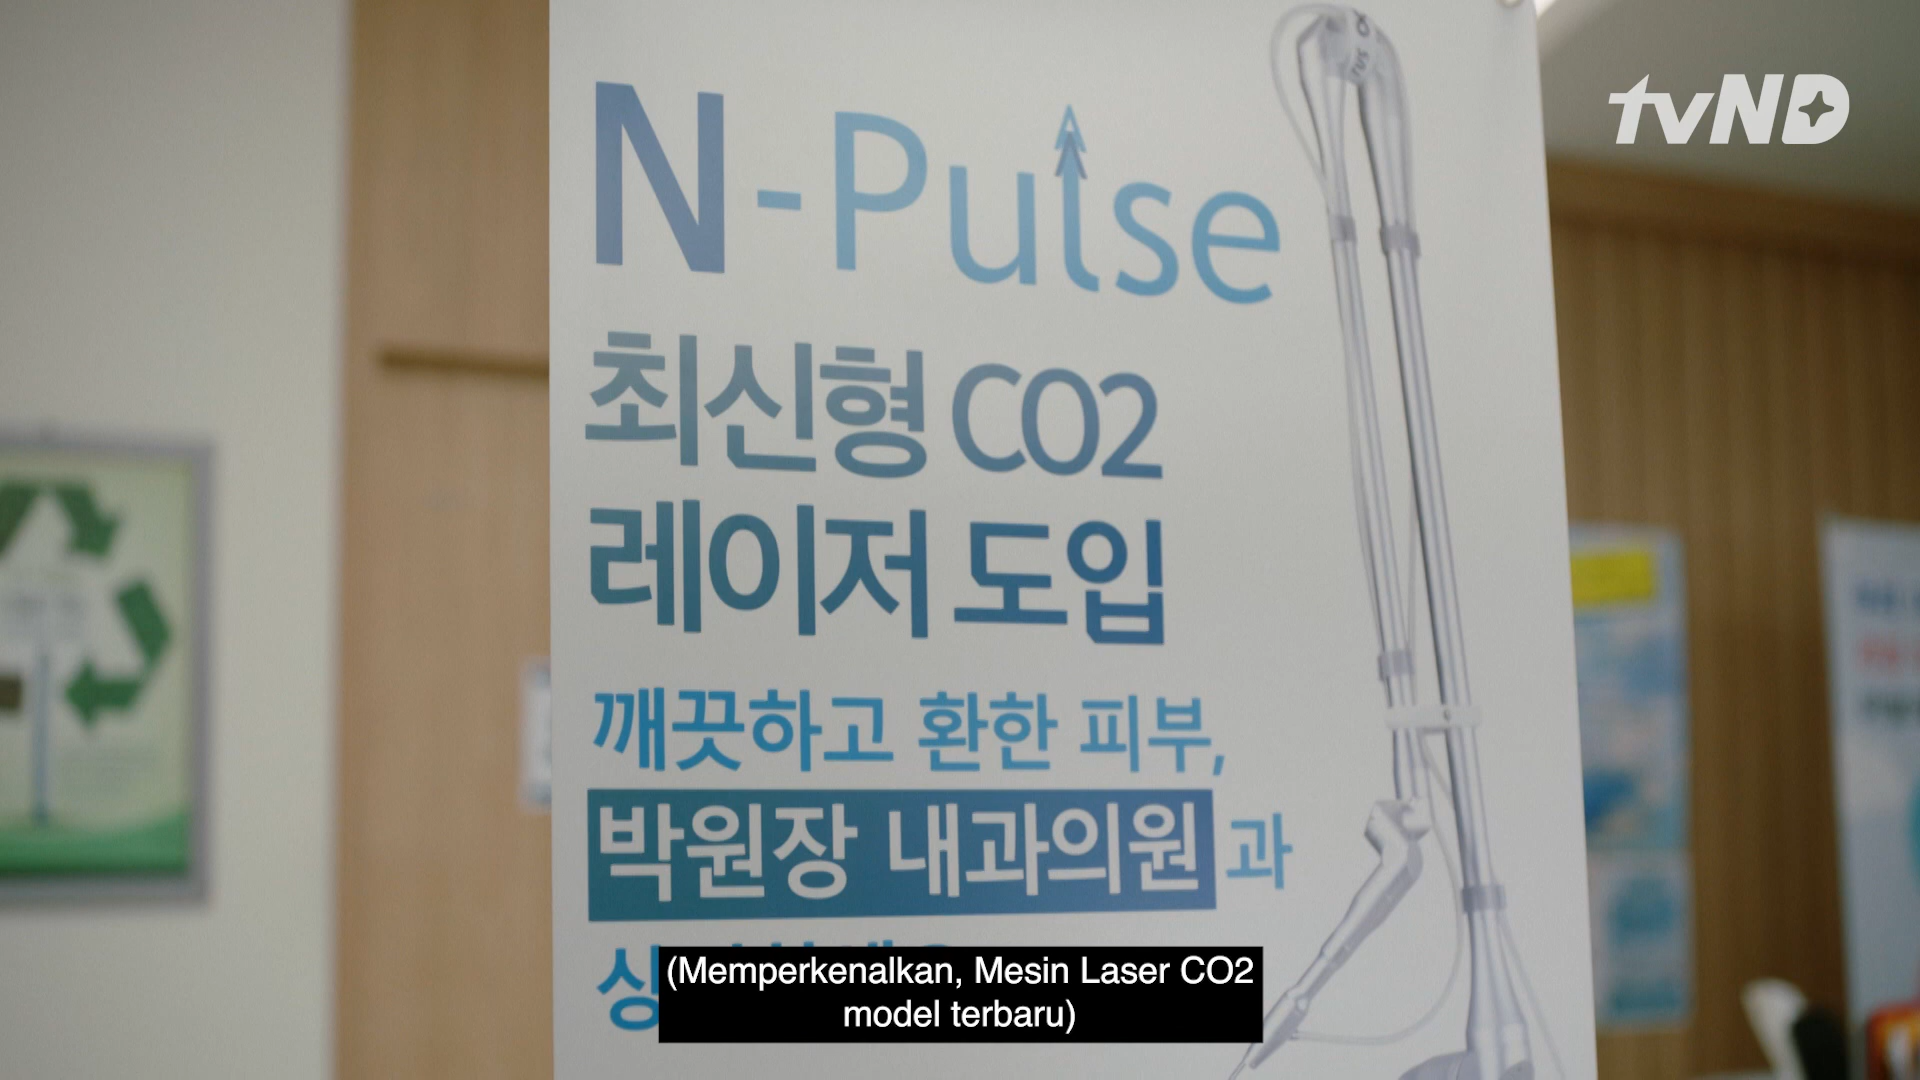 tvND
N-Pulse
최신형 CO2
레이저 도입
깨끗하고 환한 피부,
박원장 내과의원과
(Memperkenalkan, Mesin Laser CO2
model terbaru)